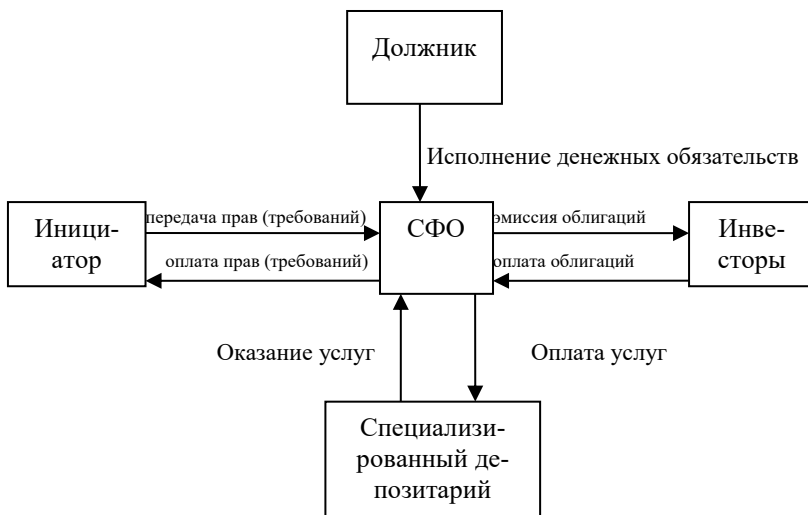 Должник
Исполнение денежных обязательств
Иници-
атор
передача прав (требований)
оплата прав (требований)
СФО
эмиссия облигаций
оплата облигаций
Инве-
сторы
Оказание услуг
Оплата услуг
Специализи-
рованный де-
позитарий